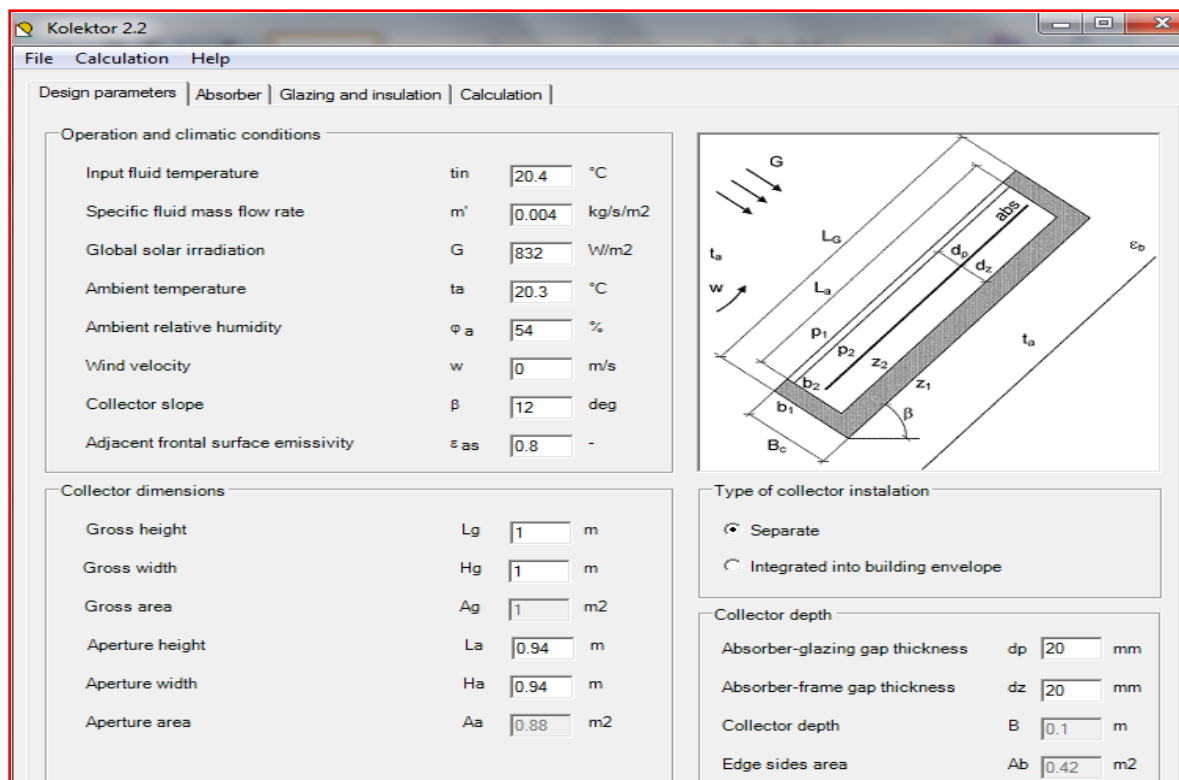 Kolektor 2.2
File Calculation Help
Design parameters Absorber Glazing and insulation Calculation
Operation and climatic conditions
Input fluid temperature tin 20.4 °C
Specific fluid mass flow rate m' 0.004 kg/s/m2
Global solar irradiation G 832 W/m2
Ambient temperature ta 20.3 °C
Ambient relative humidity φ a 54 %
Wind velocity w 0 m/s
Collector slope β 12 deg
Adjacent frontal surface emissivity ε as 0.8 -
G
LG
ta
w
La
dp
dz
abs
εb
p1
p2
z2
z1
ta
b2
b1
β
Bc
Collector dimensions
Gross height Lg 1 m
Gross width Hg 1 m
Gross area Ag 1 m2
Aperture height La 0.94 m
Aperture width Ha 0.94 m
Aperture area Aa 0.88 m2
Type of collector instalation
Separate
Integrated into building envelope
Collector depth
Absorber-glazing gap thickness dp 20 mm
Absorber-frame gap thickness dz 20 mm
Collector depth B 0.1 m
Edge sides area Ab 0.42 m2